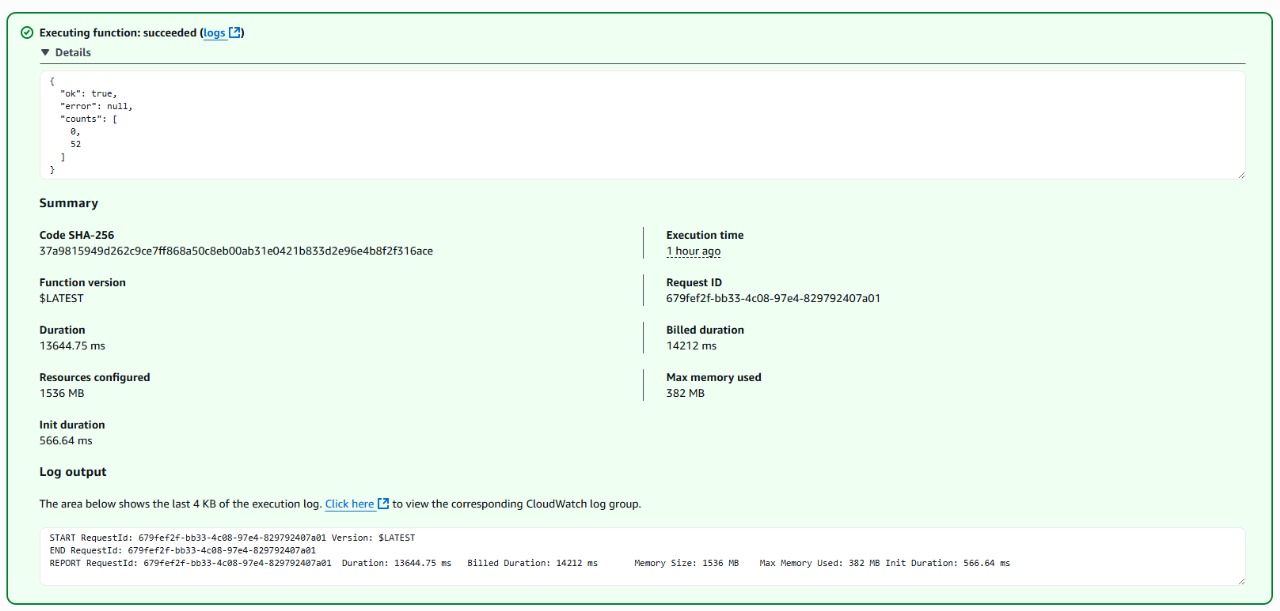 Executing function: succeeded (logs)
Details
{
"ok": true,
"error": null,
"counts": [
0,
52
]
}
Summary
Code SHA-256
37a9815949d262c9ce7ff868a50c8eb00ab31e0421b833d2e96e4b8f2f316ace
Execution time
1 hour ago
Function version
$LATEST
Request ID
679fef2f-bb33-4c08-97e4-829792407a01
Duration
13644.75 ms
Billed duration
14212 ms
Resources configured
1536 MB
Max memory used
382 MB
Init duration
566.64 ms
Log output
The area below shows the last 4 KB of the execution log. Click here to view the corresponding CloudWatch log group.
START RequestId: 679fef2f-bb33-4c08-97e4-829792407a01 Version: $LATEST
END RequestId: 679fef2f-bb33-4c08-97e4-829792407a01
REPORT RequestId: 679fef2f-bb33-4c08-97e4-829792407a01 Duration: 13644.75 ms Billed Duration: 14212 ms Memory Size: 1536 MB Max Memory Used: 382 MB Init Duration: 566.64 ms